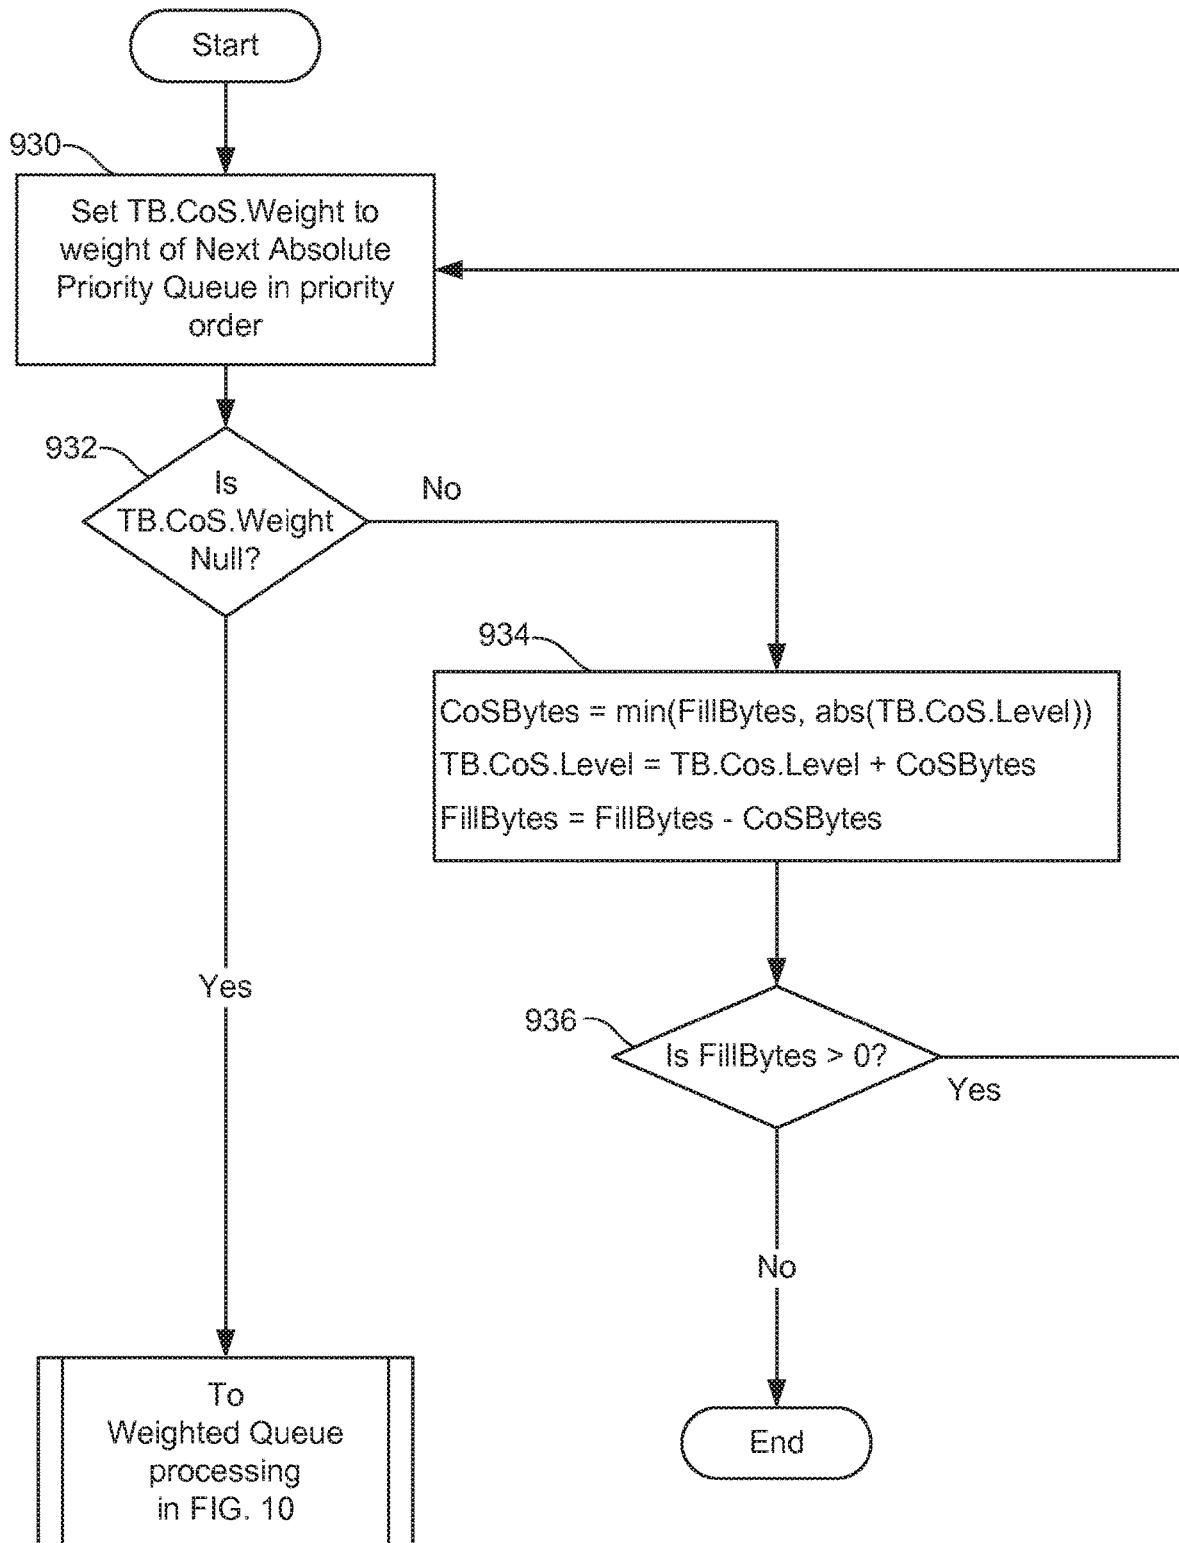 Start
930
Set TB.CoS.Weight to
weight of Next Absolute
Priority Queue in priority
order
932
Is
TB.CoS.Weight
Null?
No
934
CoSBytes = min(FillBytes, abs(TB.CoS.Level))
TB.CoS.Level = TB.Cos.Level + CoSBytes
FillBytes = FillBytes - CoSBytes
Yes
936
Is FillBytes > 0?
Yes
No
To
Weighted Queue
processing
in FIG. 10
End